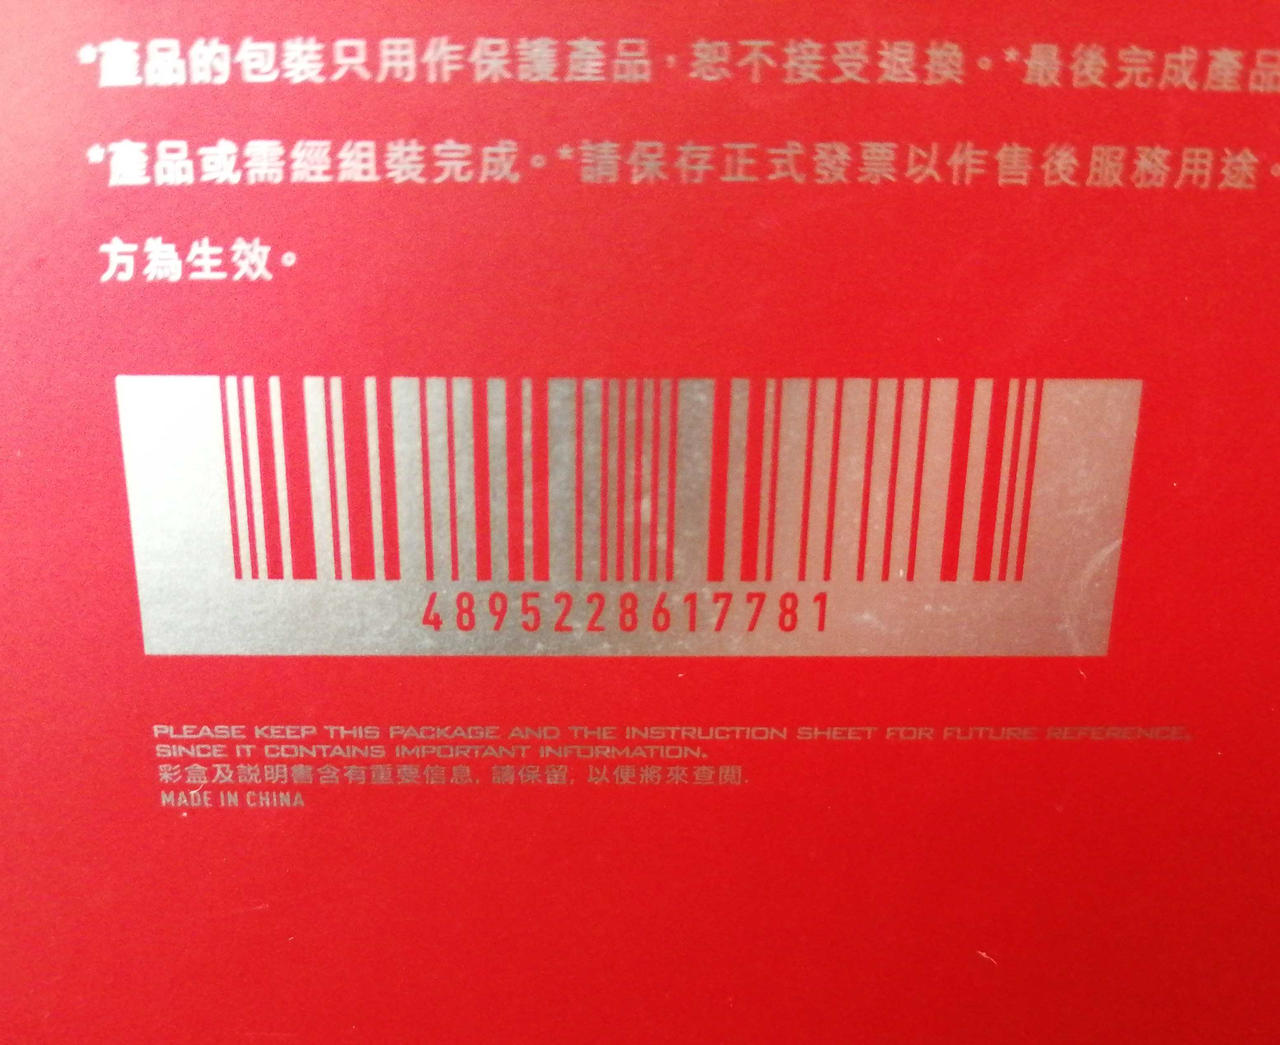 *產品的包裝只用作保護產品，恕不接受退換。*最後完成產品
*產品或需經組裝完成。*請保存正式發票以作售後服務用途。
方為生效。
4895228617781
PLEASE KEEP THIS PACKAGE AND THE INSTRUCTION SHEET FOR FUTURE REFERENCE,
SINCE IT CONTAINS IMPORTANT INFORMATION.
彩盒及説明書含有重要信息, 請保留, 以便將來查閱.
MADE IN CHINA